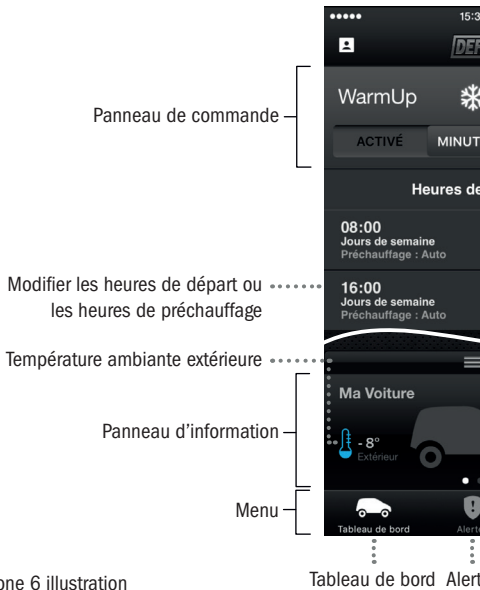 15:3
WarmUp
Panneau de commande
ACTIVÉ
MINUT
Heures de
08:00
Jours de semaine
Préchauffage : Auto
Modifier les heures de départ ou
les heures de préchauffage
16:00
Jours de semaine
Préchauffage : Auto
Température ambiante extérieure
Ma Voiture
Panneau d'information
- 8°
Extérieur
Menu
Tableau de bord
Alerte
Tableau de bord Alert
one 6 illustration